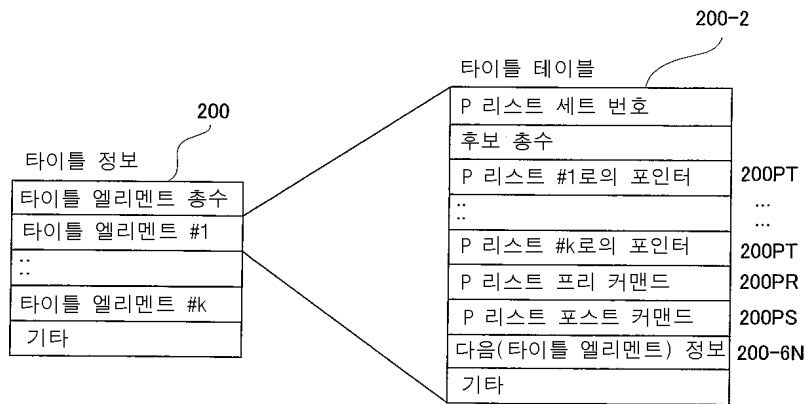 200-2
타이틀 테이블
200
타이틀 정보
타이틀 엘리먼트 총수
타이틀 엘리먼트 #1
::
타이틀 엘리먼트 #k
기타
P 리스트 세트 번호
후보 총수
P 리스트 #1로의 포인터 200PT
:: ...
...
P 리스트 #k로의 포인터 200PT
P 리스트 프리 커맨드 200PR
P 리스트 포스트 커맨드 200PS
다음(타이틀 엘리먼트) 정보 200-6N
기타